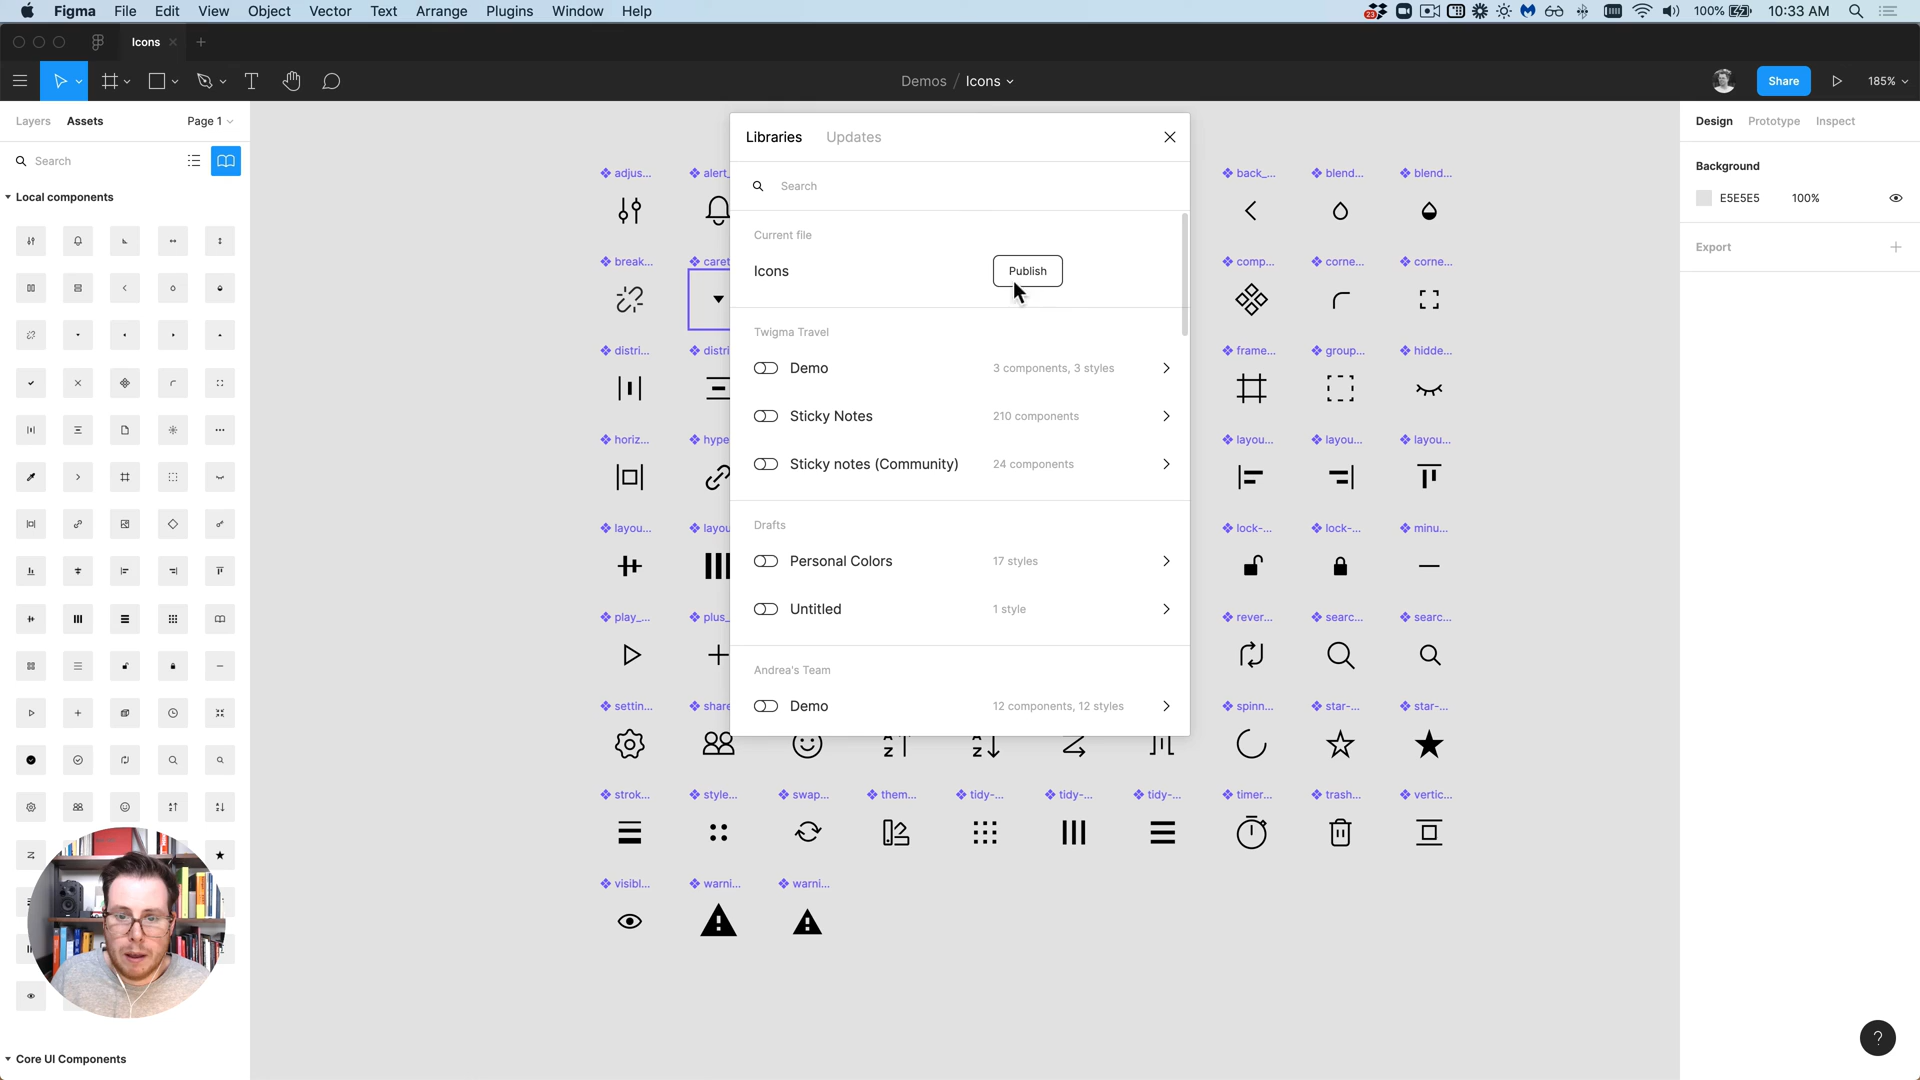 Figma File Edit View Object Vector Text Arrange Plugins Window Help 23 100% 10:33 AM
Icons
Demos / Icons Share 185%
Layers Assets Page 1
Libraries Updates
Design Prototype Inspect
Search
Search
Background
E5E5E5 100%
Export
Local components
Current file
Icons Publish
Twigma Travel
Demo 3 components, 3 styles
Sticky Notes 210 components
Sticky notes (Community) 24 components
Drafts
Personal Colors 17 styles
Untitled 1 style
Andrea's Team
Demo 12 components, 12 styles
adjus... alert_ back_... blend... blend...
break... caret comp... corne... corne...
distri... distri frame... group... hidde...
horiz... hype layou... layou... layou...
layou... layou lock-... lock-... minu...
play_... plus_ rever... searc... searc...
settin... share spinn... star-... star-...
A Z A Z
strok... style... swap... them... tidy-... tidy-... tidy-... timer... trash... vertic...
visibl... warni... warni...
Core UI Components
?